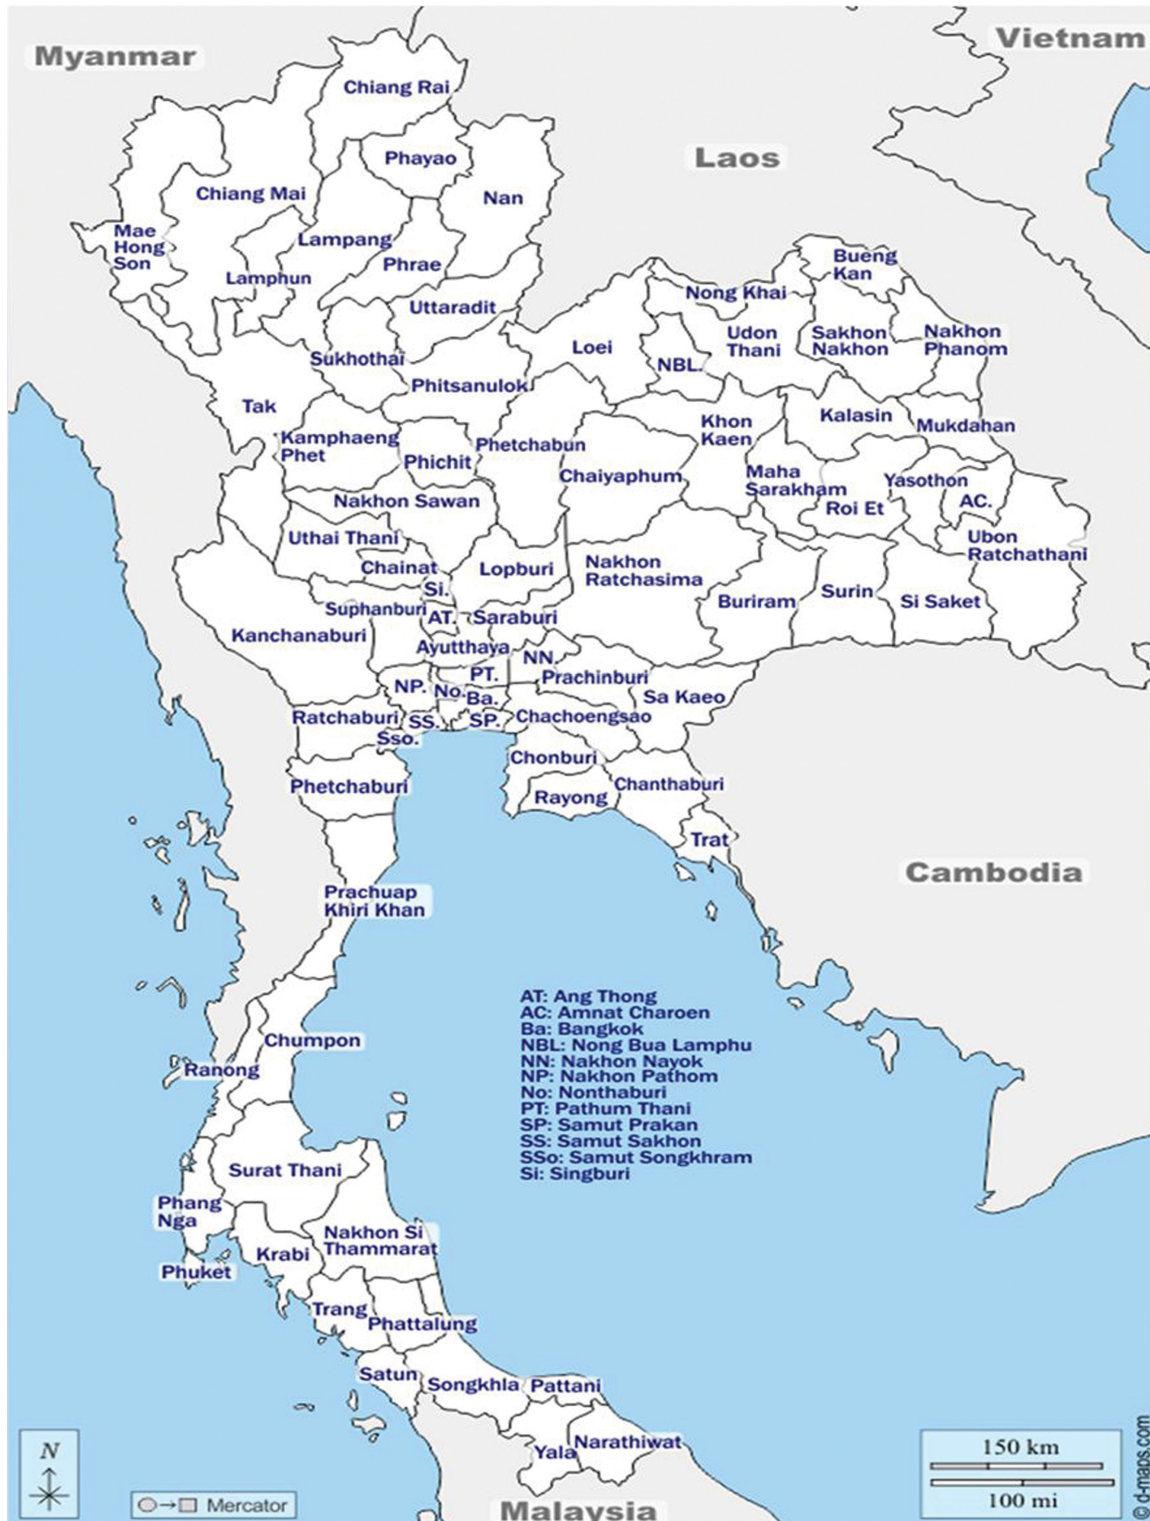 Myanmar
Vietnam
Chiang Rai
Phayao
Laos
Chiang Mai
Nan
Mae
Hong
Son
Lampang
Phrae
Lamphun
Bueng
Kan
Nong Khai
Uttaradit
Udon
Thani
Sakhon
Nakhon
Nakhon
Phanom
Loei
Sukhothai
NBL.
Phitsanulok
Tak
Khon
Kaen
Kalasin
Mukdahan
Kamphaeng
Phet
Phichit
Phetchabun
Chaiyaphum
Maha
Sarakham
Yasothon
Roi Et
AC.
Nakhon Sawan
Uthai Thani
Ubon
Ratchathani
Chainat
Lopburi
Nakhon
Ratchasima
Si.
Buriram
Surin
Si Saket
Suphanburi
AT.
Saraburi
Kanchanaburi
Ayutthaya
NN.
PT.
Prachinburi
NP.
No.
Ba.
Sa Kaeo
Ratchaburi
SS.
SP.
Chachoengsao
Sso.
Chonburi
Phetchaburi
Chanthaburi
Rayong
Trat
Cambodia
Prachuap
Khiri Khan
AT: Ang Thong
AC: Amnat Charoen
Ba: Bangkok
NBL: Nong Bua Lamphu
NN: Nakhon Nayok
NP: Nakhon Pathom
No: Nonthaburi
PT: Pathum Thani
SP: Samut Prakan
SS: Samut Sakhon
SSo: Samut Songkhram
Si: Singburi
Chumpon
Ranong
Surat Thani
Phang
Nga
Nakhon Si
Thammarat
Krabi
Phuket
Trang
Phattalung
Satun
Songkhla
Pattani
Yala
Narathiwat
Malaysia
N
Mercator
150 km
100 mi
© d-maps.com